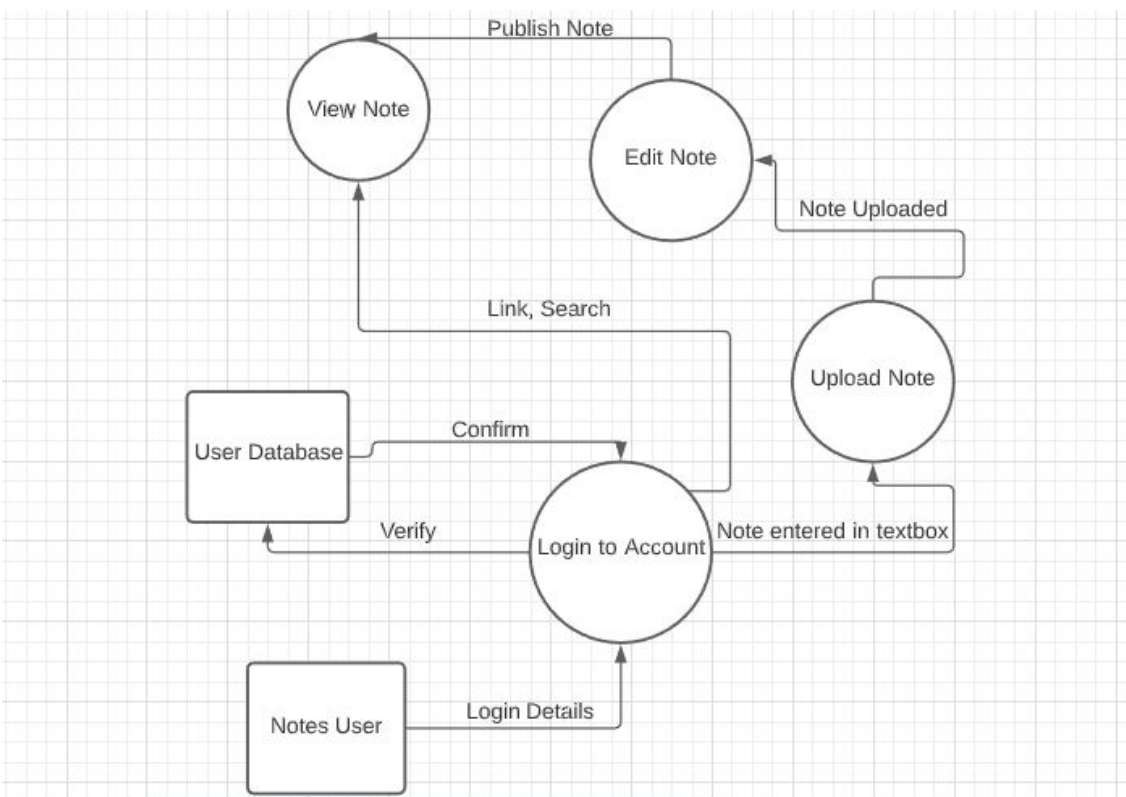 Publish Note
View Note
Edit Note
Note Uploaded
Link, Search
Upload Note
Confirm
User Database
Verify
Note entered in textbox
Login to Account
Login Details
Notes User